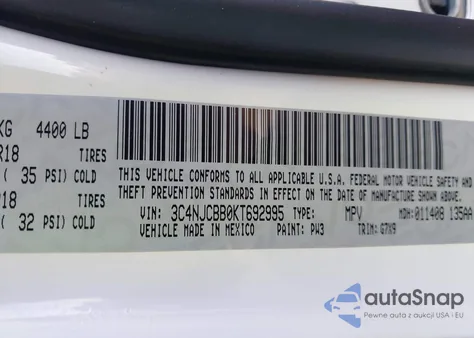 KG 4400 LB
R18 TIRES
( 35 PSI) COLD
R18 TIRES
( 32 PSI) COLD
THIS VEHICLE CONFORMS TO ALL APPLICABLE U.S.A. FEDERAL MOTOR VEHICLE SAFETY AND
THEFT PREVENTION STANDARDS IN EFFECT ON THE DATE OF MANUFACTURE SHOWN ABOVE.
VIN: 3C4NJCBB0KT692995 TYPE: MPV MDH: 011408 135AA
VEHICLE MADE IN MEXICO PAINT: PW3 TRIM: G7X9
autoSnap
Pewne auta z aukcji USA i EU